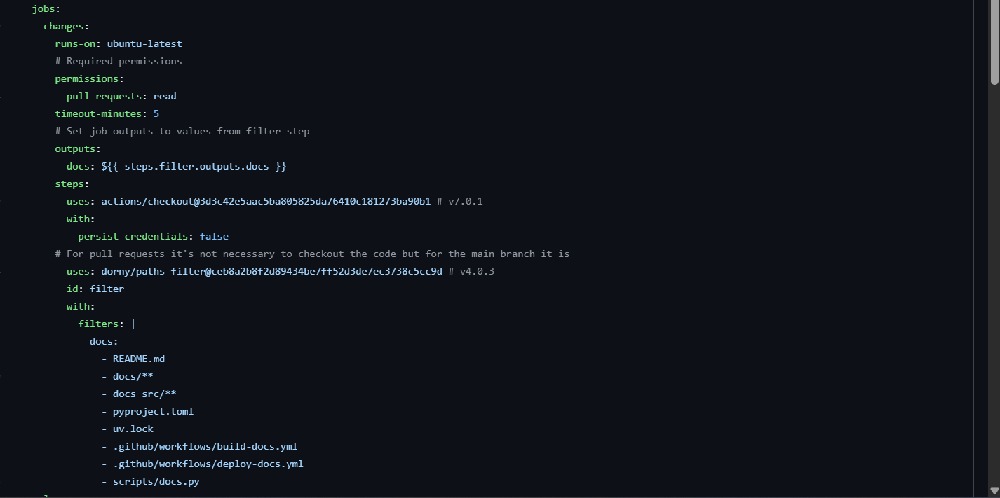 jobs:
  changes:
    runs-on: ubuntu-latest
    # Required permissions
    permissions:
      pull-requests: read
    timeout-minutes: 5
    # Set job outputs to values from filter step
    outputs:
      docs: ${{ steps.filter.outputs.docs }}
    steps:
    - uses: actions/checkout@3d3c42e5aac5ba805825da76410c181273ba90b1 # v7.0.1
      with:
        persist-credentials: false
    # For pull requests it's not necessary to checkout the code but for the main branch it is
    - uses: dorny/paths-filter@ceb8a2b8f2d89434be7ff52d3de7ec3738c5cc9d # v4.0.3
      id: filter
      with:
        filters: |
          docs:
            - README.md
            - docs/**
            - docs_src/**
            - pyproject.toml
            - uv.lock
            - .github/workflows/build-docs.yml
            - .github/workflows/deploy-docs.yml
            - scripts/docs.py